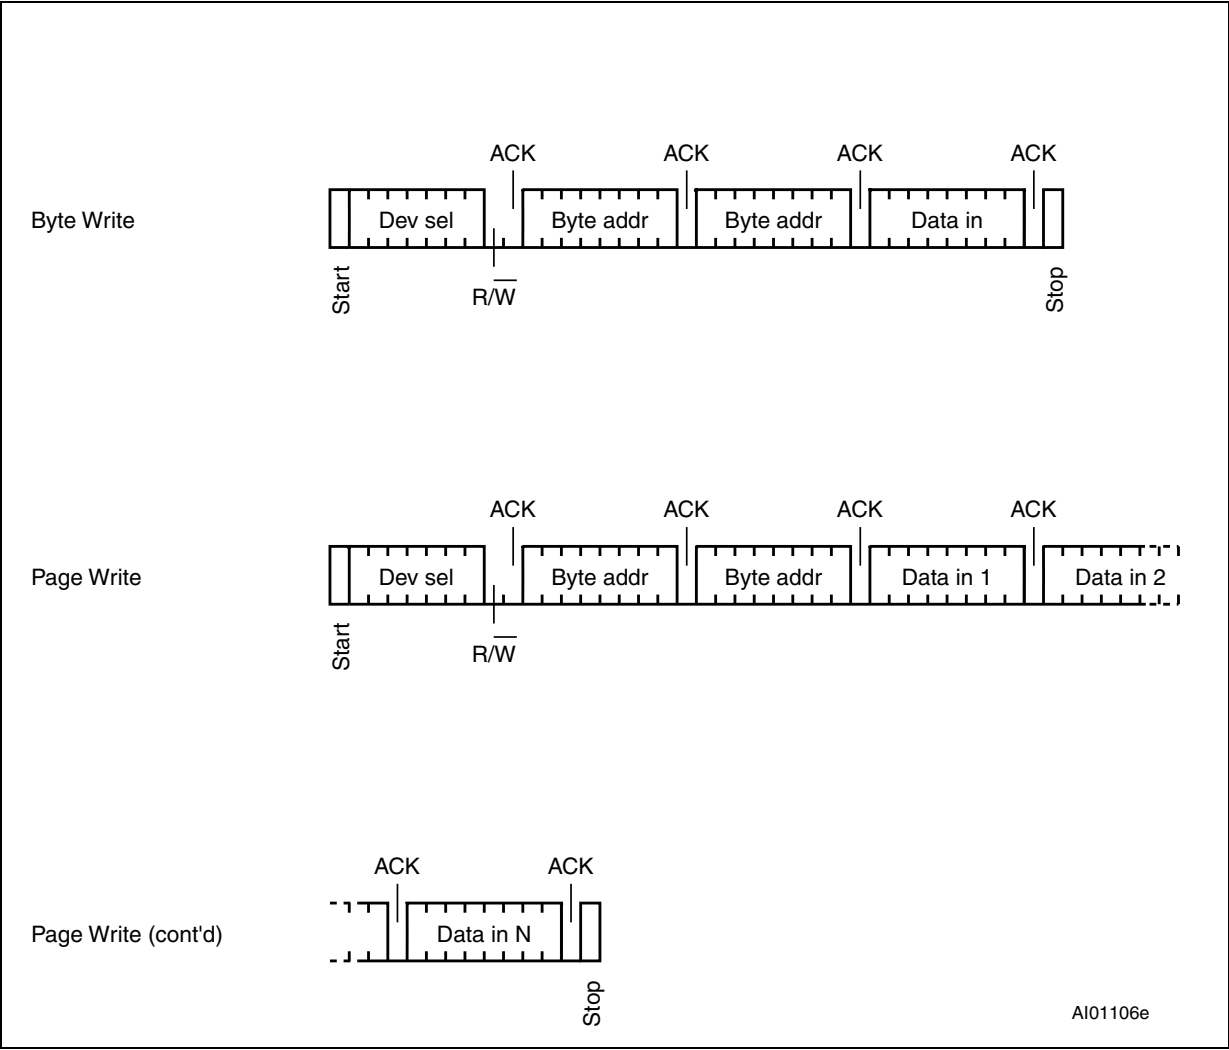 ACK ACK ACK ACK
Byte Write Dev sel Byte addr Byte addr Data in
Start R/W̅ Stop
ACK ACK ACK ACK
Page Write Dev sel Byte addr Byte addr Data in 1 Data in 2
Start R/W̅
ACK ACK
Page Write (cont'd) Data in N
Stop
AI01106e